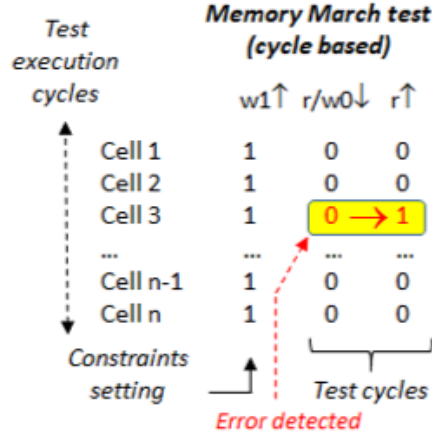 Memory March test
(cycle based)
Test
execution
cycles
w1↑ r/w0↓ r↑
Cell 1 1 0 0
Cell 2 1 0 0
Cell 3 1 0 → 1
... ... ... ...
Cell n-1 1 0 0
Cell n 1 0 0
Constraints
setting
Test cycles
Error detected